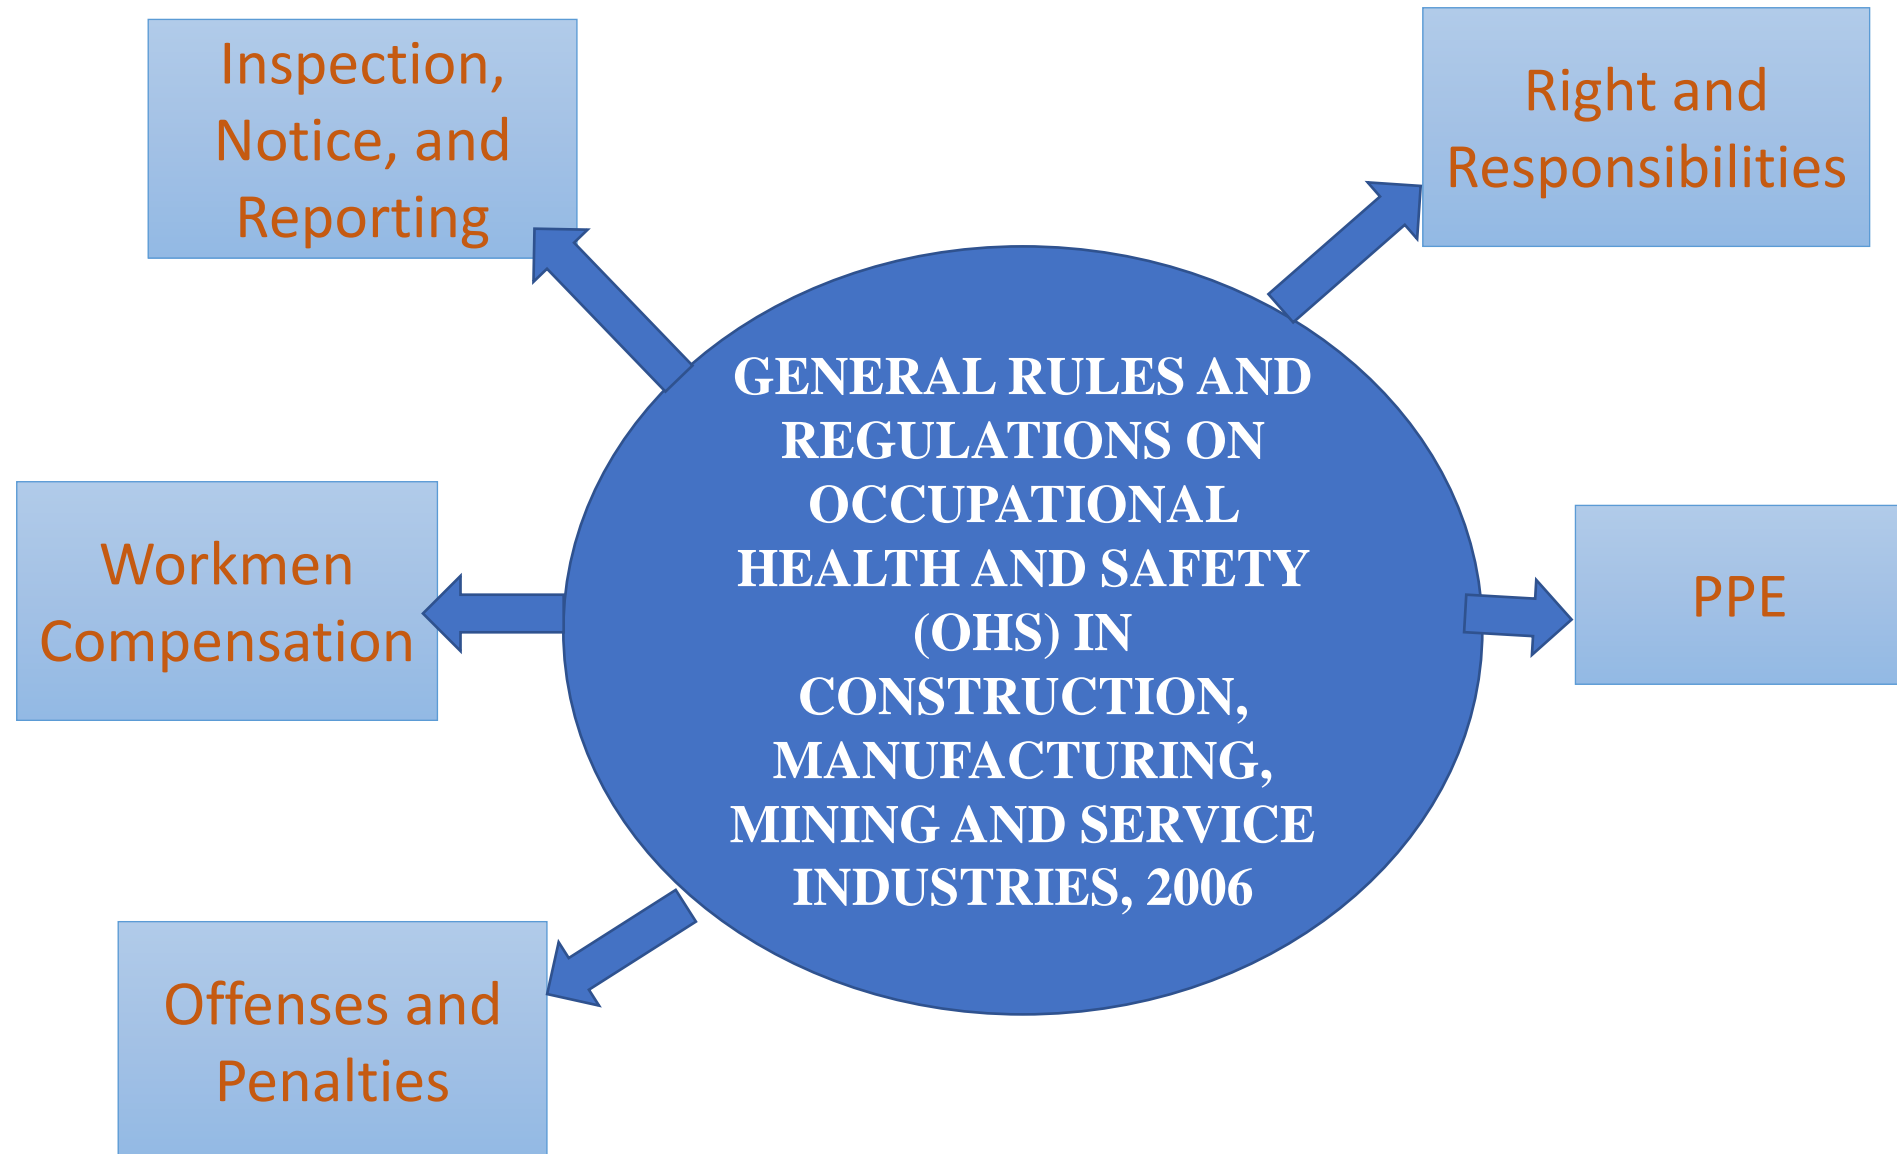 Inspection,
Notice, and
Reporting
Right and
Responsibilities
GENERAL RULES AND
REGULATIONS ON
OCCUPATIONAL
HEALTH AND SAFETY
(OHS) IN
CONSTRUCTION,
MANUFACTURING,
MINING AND SERVICE
INDUSTRIES, 2006
Workmen
Compensation
PPE
Offenses and
Penalties